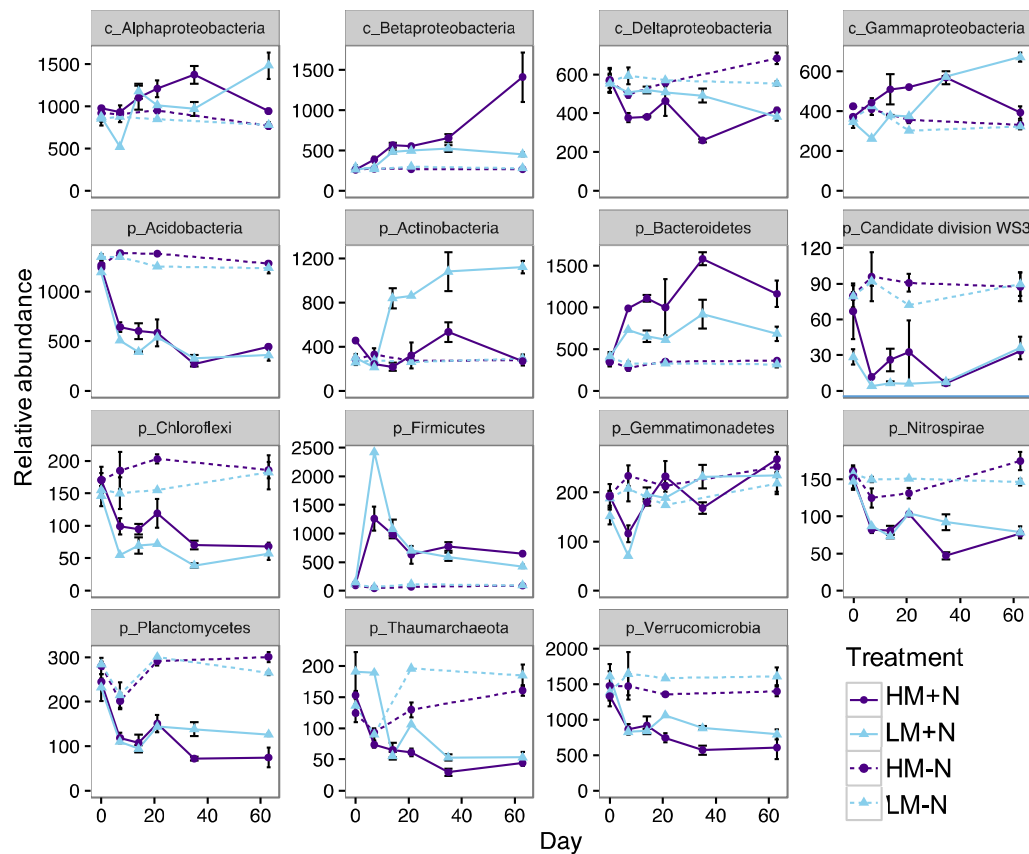 c_Alphaproteobacteria c_Betaproteobacteria c_Deltaproteobacteria c_Gammaproteobacteria
1500 1000 500 0
1500 1000 500 0
600 400 200 0
600 400 200 0
p_Acidobacteria p_Actinobacteria p_Bacteroidetes p_Candidate division WS3
1000 500 0
1200 800 400 0
1500 1000 500 0
120 90 60 30 0
p_Chloroflexi p_Firmicutes p_Gemmatimonadetes p_Nitrospirae
200 150 100 50 0
2500 2000 1500 1000 500 0
200 100 0
150 100 50 0
p_Planctomycetes p_Thaumarchaeota p_Verrucomicrobia
300 200 100 0
200 150 100 50 0
2000 1500 1000 500 0
0 20 40 60
0 20 40 60
0 20 40 60
0 20 40 60
Relative abundance
Day
Treatment
HM+N
LM+N
HM-N
LM-N